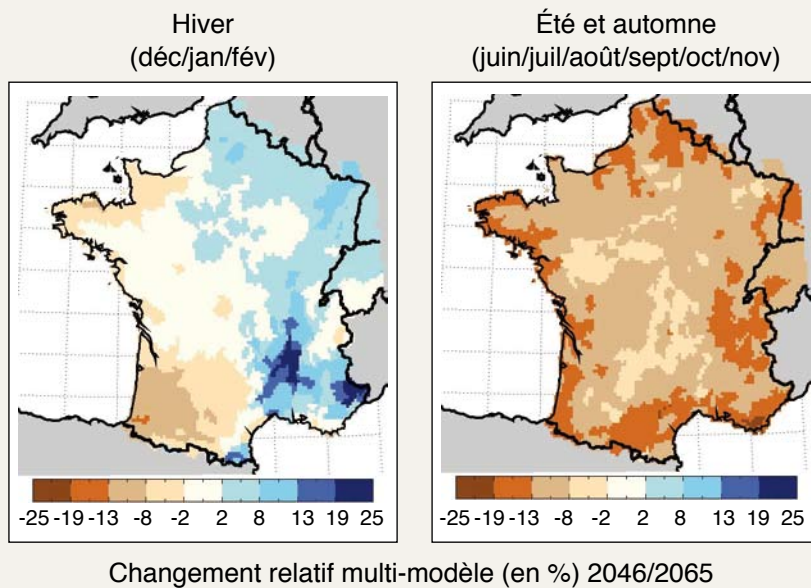 Hiver
(déc/jan/fév)
Été et automne
(juin/juil/août/sept/oct/nov)
-25 -19 -13 -8 -2 2 8 13 19 25
-25 -19 -13 -8 -2 2 8 13 19 25
Changement relatif multi-modèle (en %) 2046/2065